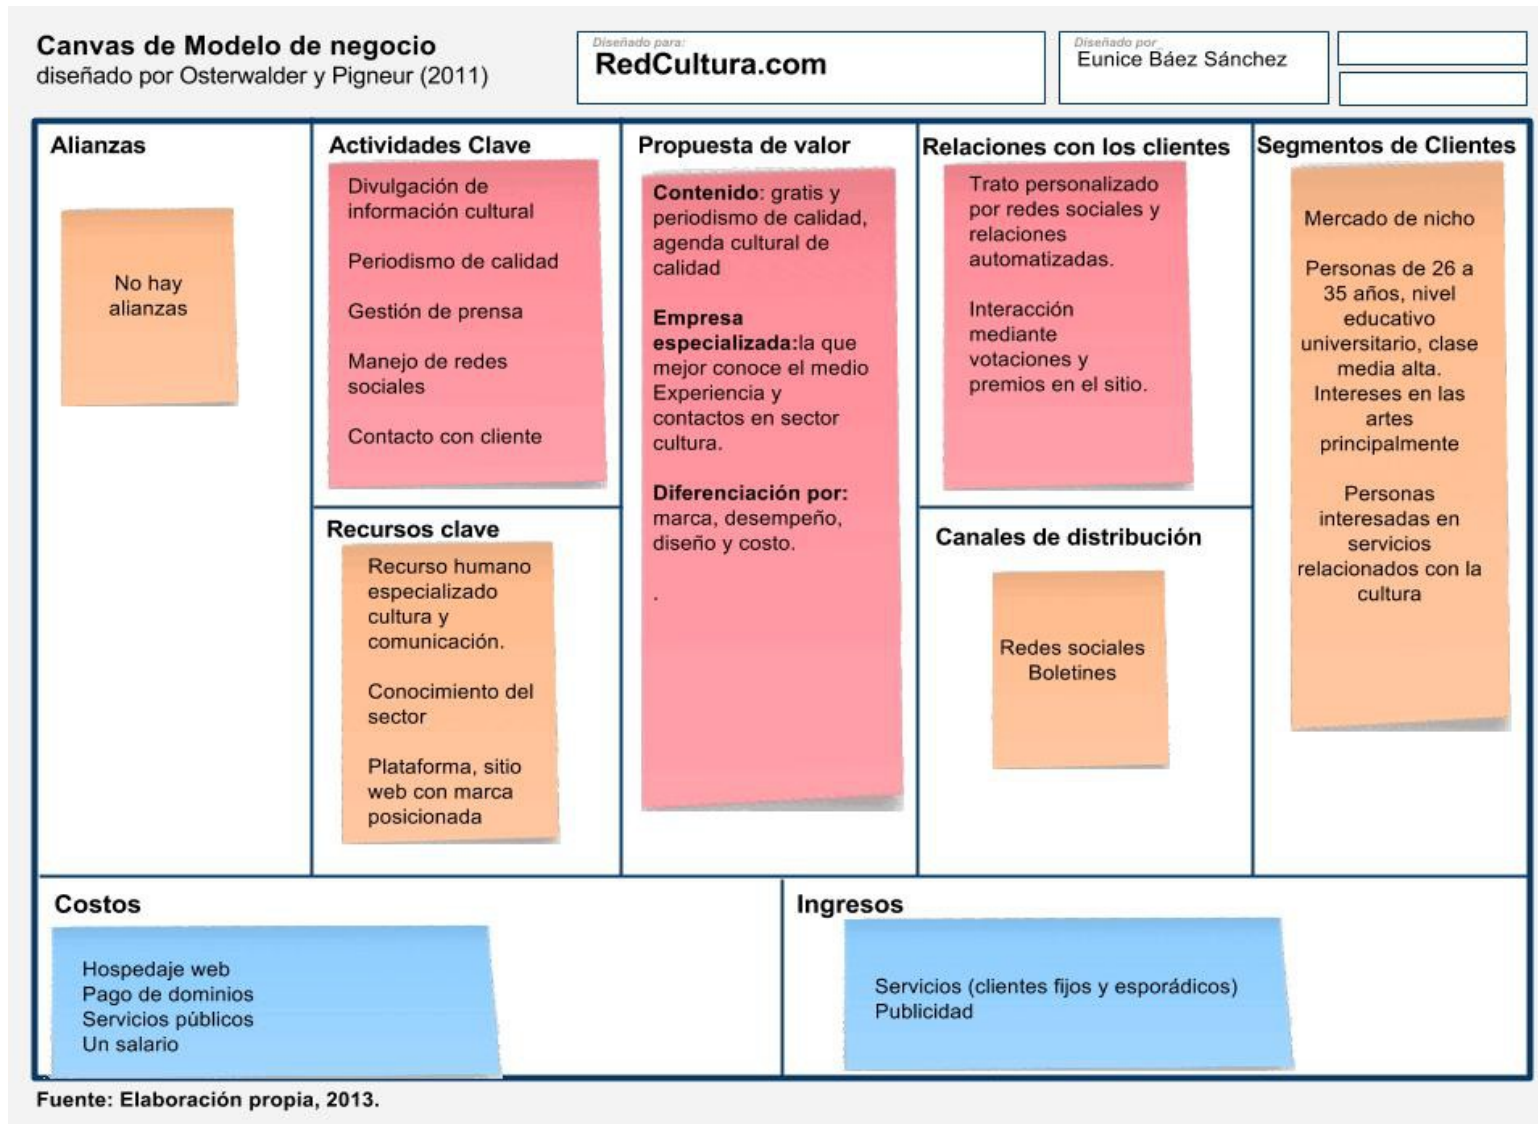 Canvas de Modelo de negocio
diseñado por Osterwalder y Pigneur (2011)
Diseñado para:
RedCultura.com
Diseñado por
Eunice Báez Sánchez
Alianzas
No hay
alianzas
Actividades Clave
Divulgación de
información cultural
Periodismo de calidad
Gestión de prensa
Manejo de redes
sociales
Contacto con cliente
Recursos clave
Recurso humano
especializado
cultura y
comunicación.
Conocimiento del
sector
Plataforma, sitio
web con marca
posicionada
Propuesta de valor
Contenido: gratis y
periodismo de calidad,
agenda cultural de
calidad
Empresa
especializada:la que
mejor conoce el medio
Experiencia y
contactos en sector
cultura.
Diferenciación por:
marca, desempeño,
diseño y costo.
.
Relaciones con los clientes
Trato personalizado
por redes sociales y
relaciones
automatizadas.
Interacción
mediante
votaciones y
premios en el sitio.
Canales de distribución
Redes sociales
Boletines
Segmentos de Clientes
Mercado de nicho
Personas de 26 a
35 años, nivel
educativo
universitario, clase
media alta.
Intereses en las
artes
principalmente
Personas
interesadas en
servicios
relacionados con la
cultura
Costos
Hospedaje web
Pago de dominios
Servicios públicos
Un salario
Ingresos
Servicios (clientes fijos y esporádicos)
Publicidad
Fuente: Elaboración propia, 2013.